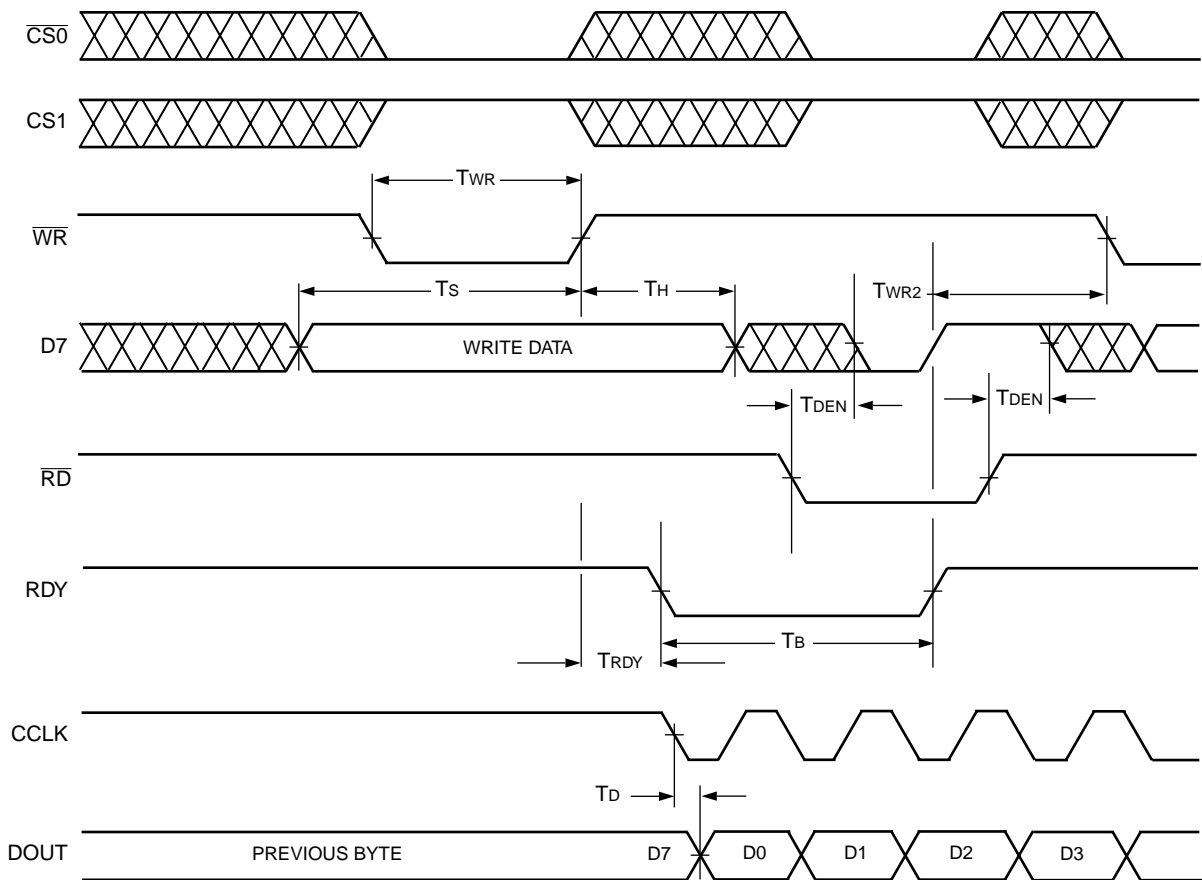 CS0
CS1
TWR
WR
TS
TH
TWR2
D7
WRITE DATA
TDEN
TDEN
RD
RDY
TB
TRDY
CCLK
TD
DOUT
PREVIOUS BYTE
D7
D0
D1
D2
D3